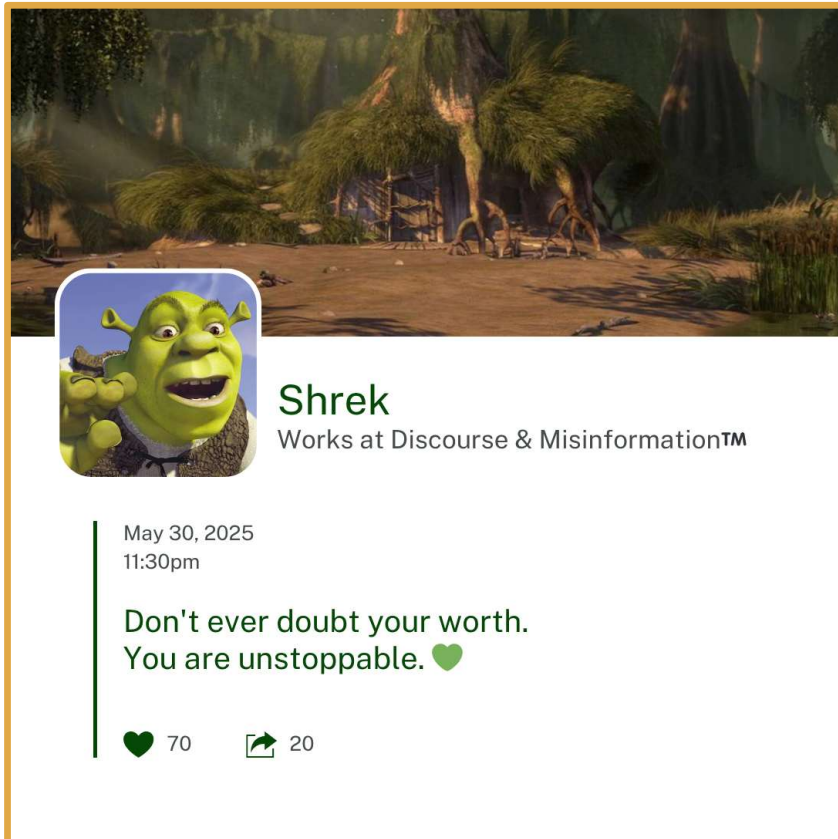 Shrek
Works at Discourse & Misinformation™
May 30, 2025
11:30pm
Don't ever doubt your worth.
You are unstoppable. 💚
70 20